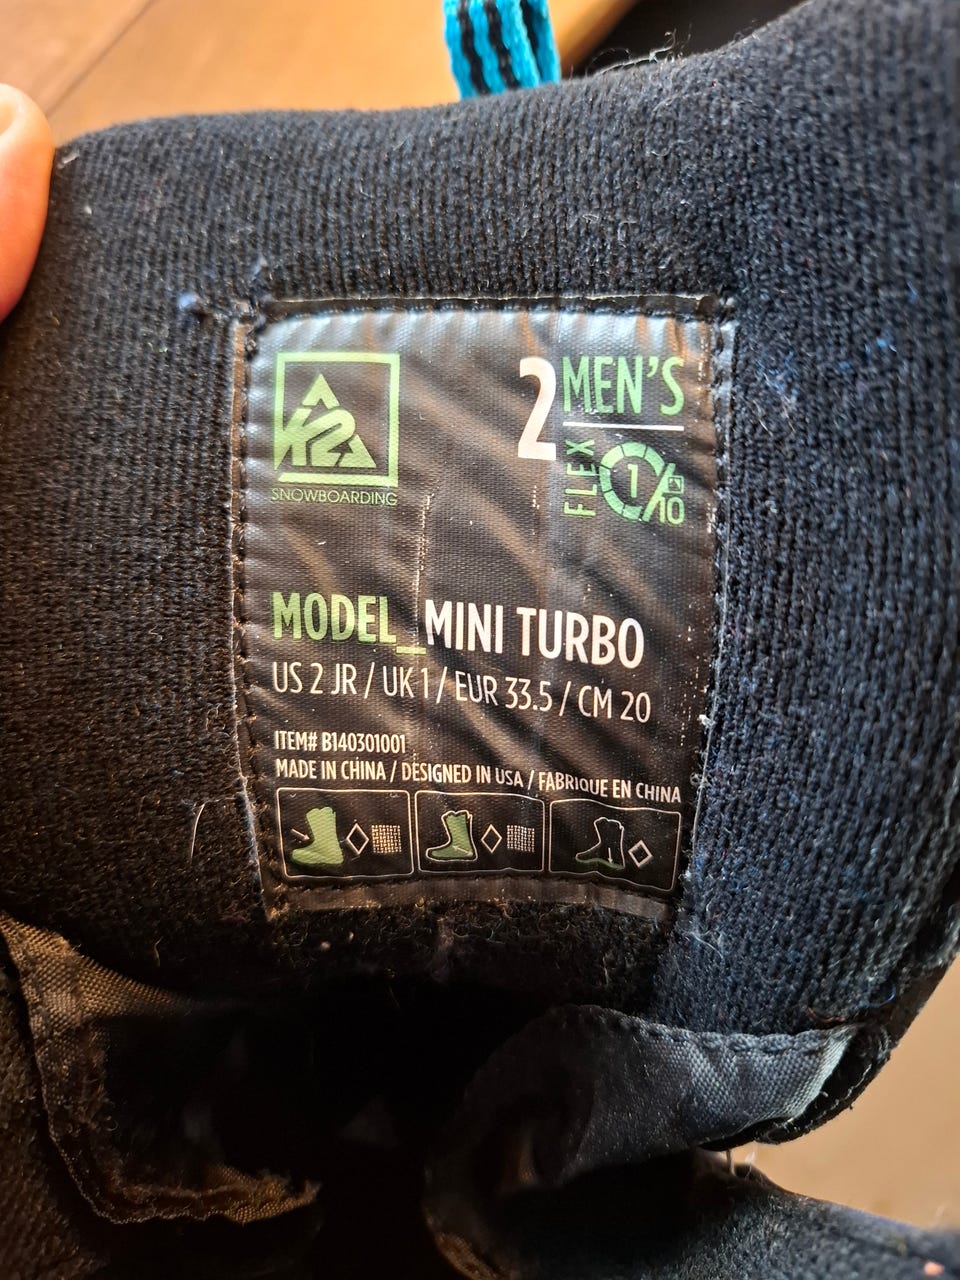 K2
SNOWBOARDING
2 MEN'S
FLEX 1/10
MODEL_MINI TURBO
US 2 JR / UK 1 / EUR 33.5 / CM 20
ITEM# B140301001
MADE IN CHINA / DESIGNED IN USA / FABRIQUE EN CHINA